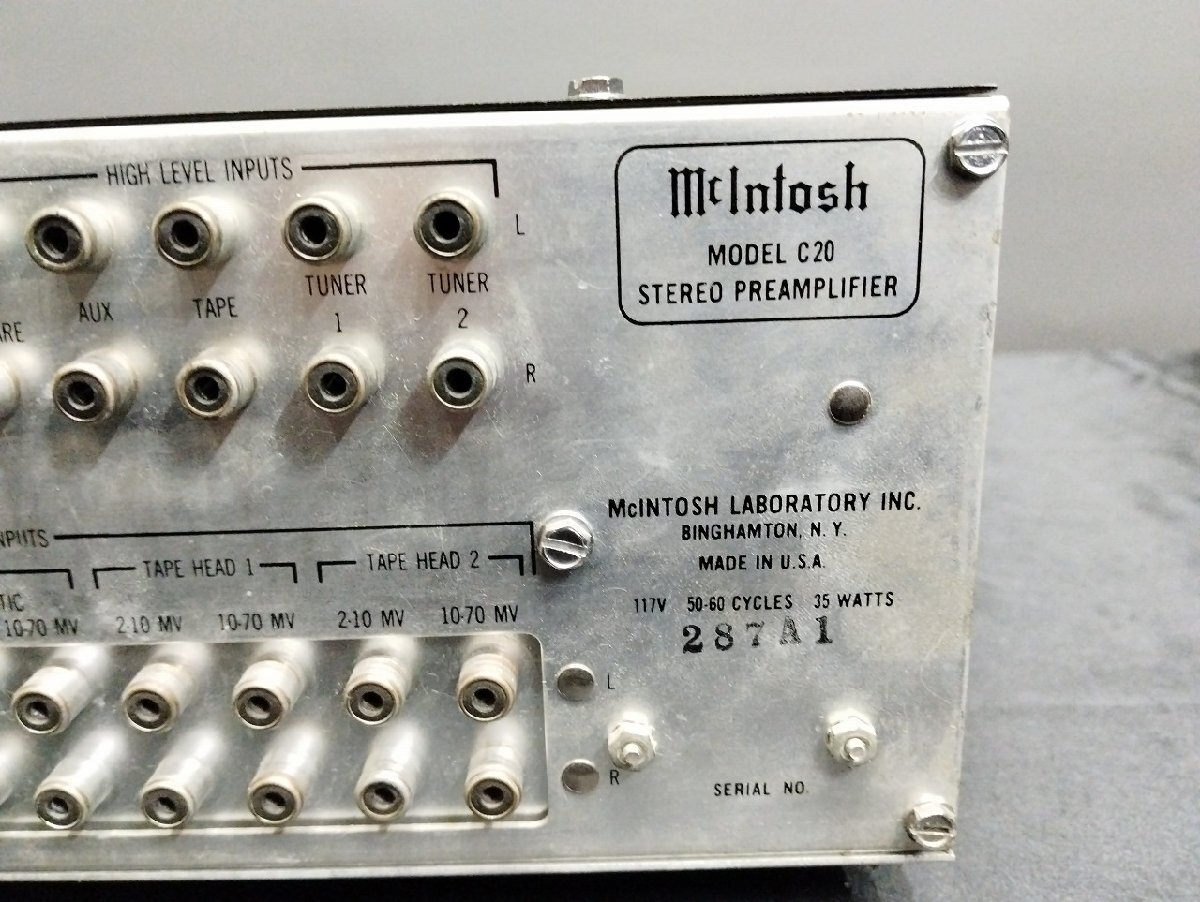 HIGH LEVEL INPUTS
L
AUX
TAPE
TUNER
1
TUNER
2
R
McIntosh
MODEL C20
STEREO PREAMPLIFIER
McINTOSH LABORATORY INC.
BINGHAMTON, N. Y.
MADE IN U.S.A.
117V 50-60 CYCLES 35 WATTS
287A1
TAPE HEAD 1
TAPE HEAD 2
10-70 MV
2-10 MV
10-70 MV
2-10 MV
10-70 MV
L
R
SERIAL NO.